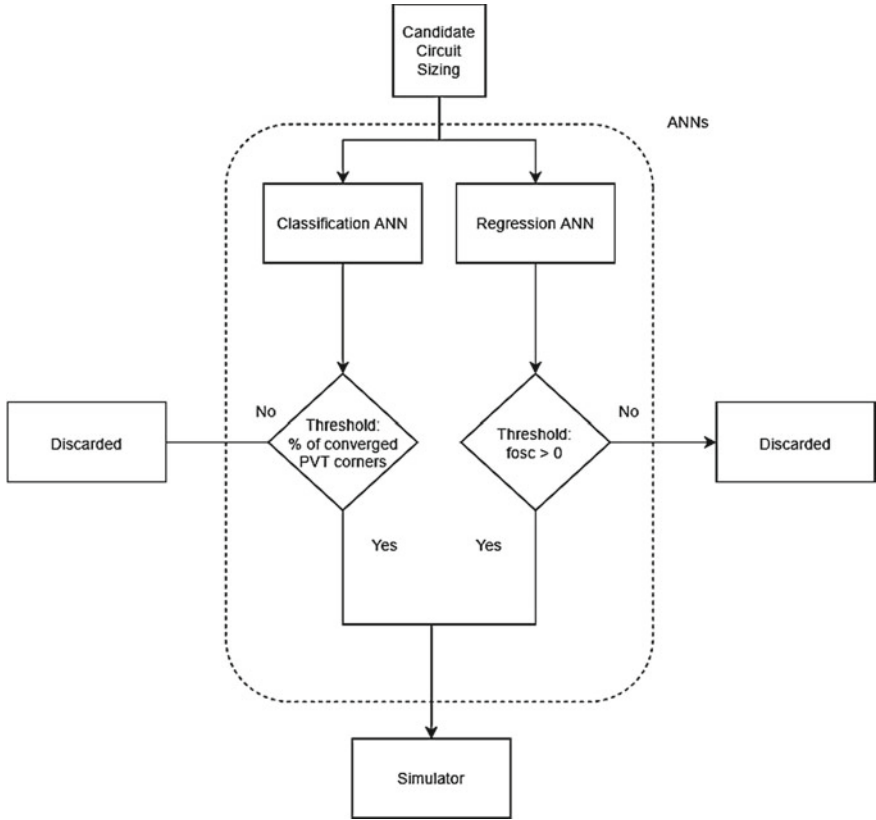 Candidate
Circuit
Sizing
ANNs
Classification ANN
Regression ANN
No
Threshold:
% of converged
PVT corners
Threshold:
fosc > 0
No
Discarded
Discarded
Yes
Yes
Simulator